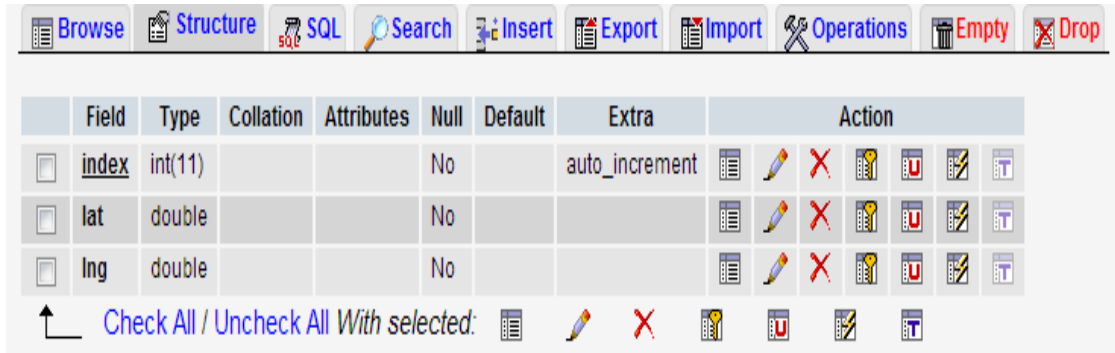 Browse Structure SQL Search Insert Export Import Operations Empty Drop
Field Type Collation Attributes Null Default Extra Action
index int(11) No auto_increment
lat double No
lng double No
Check All / Uncheck All With selected: